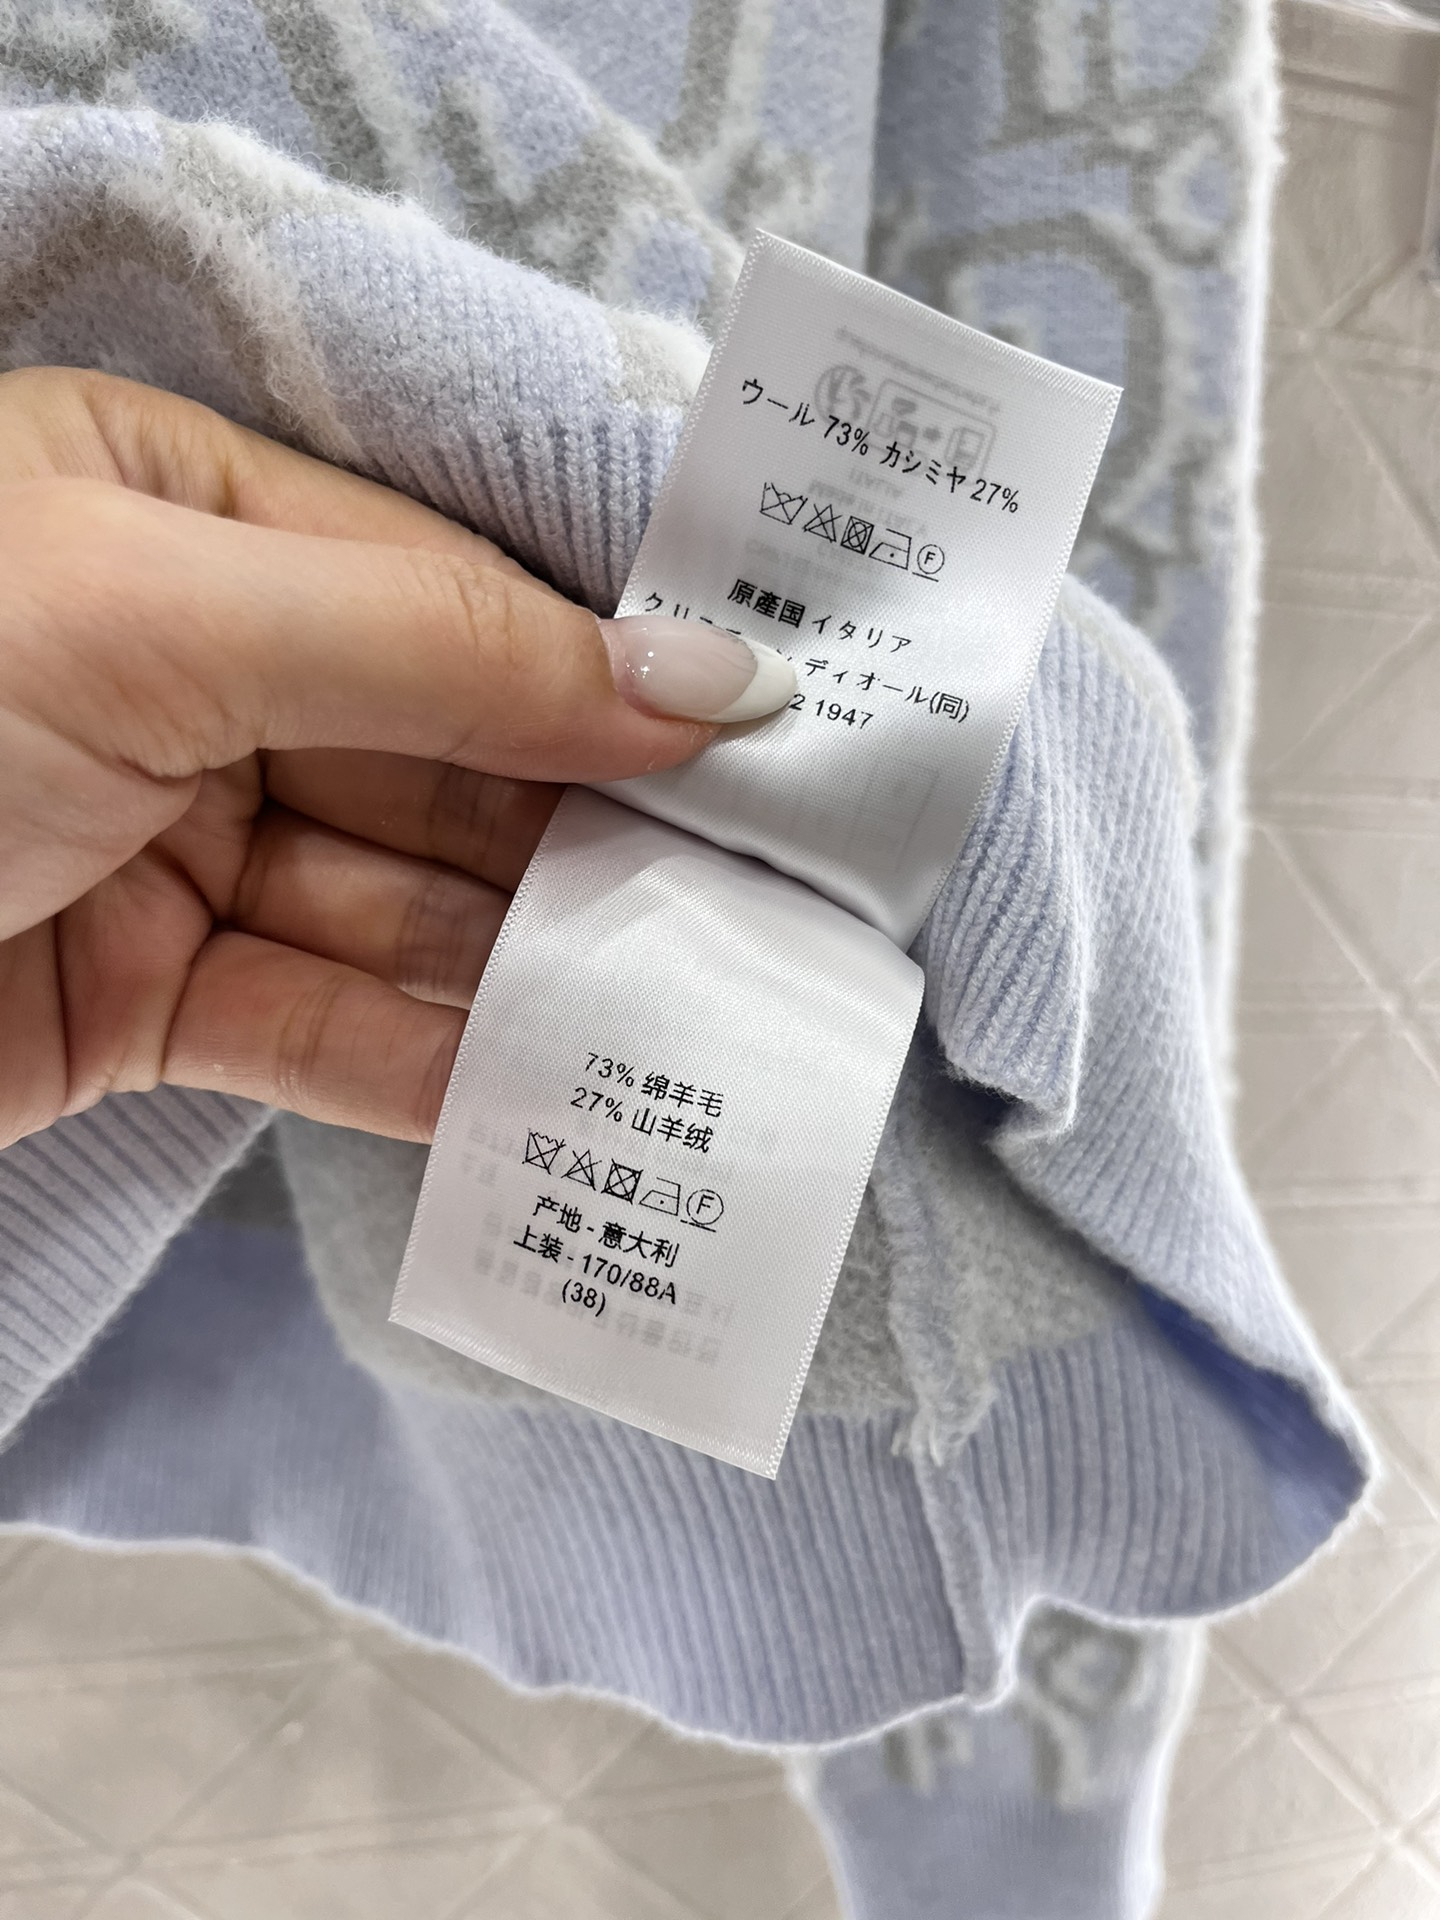 ウール 73% カシミヤ 27%
F
原產国 イタリア
ディオール(同)
2 1947
73% 绵羊毛
27% 山羊绒
F
产地 - 意大利
上装 - 170/88A
(38)